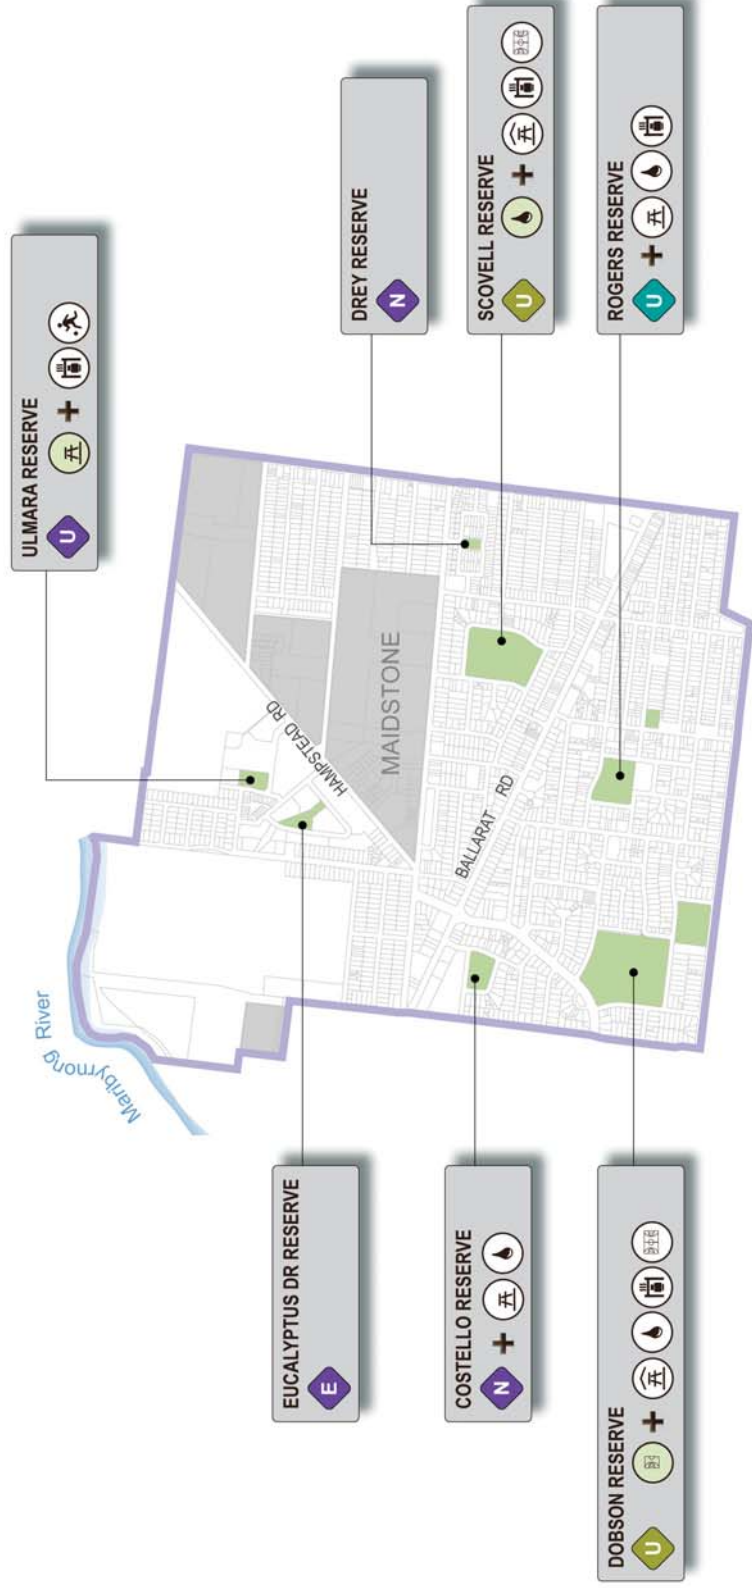 ULMARA RESERVE
U
+
DREY RESERVE
N
SCOVELL RESERVE
U
+
ROGERS RESERVE
U
+
EUCALYPTUS DR RESERVE
E
COSTELLO RESERVE
N
+
DOBSON RESERVE
U
+
Maribyrnong River
HAMPSTEAD RD
MAIDSTONE
BALLARAT RD